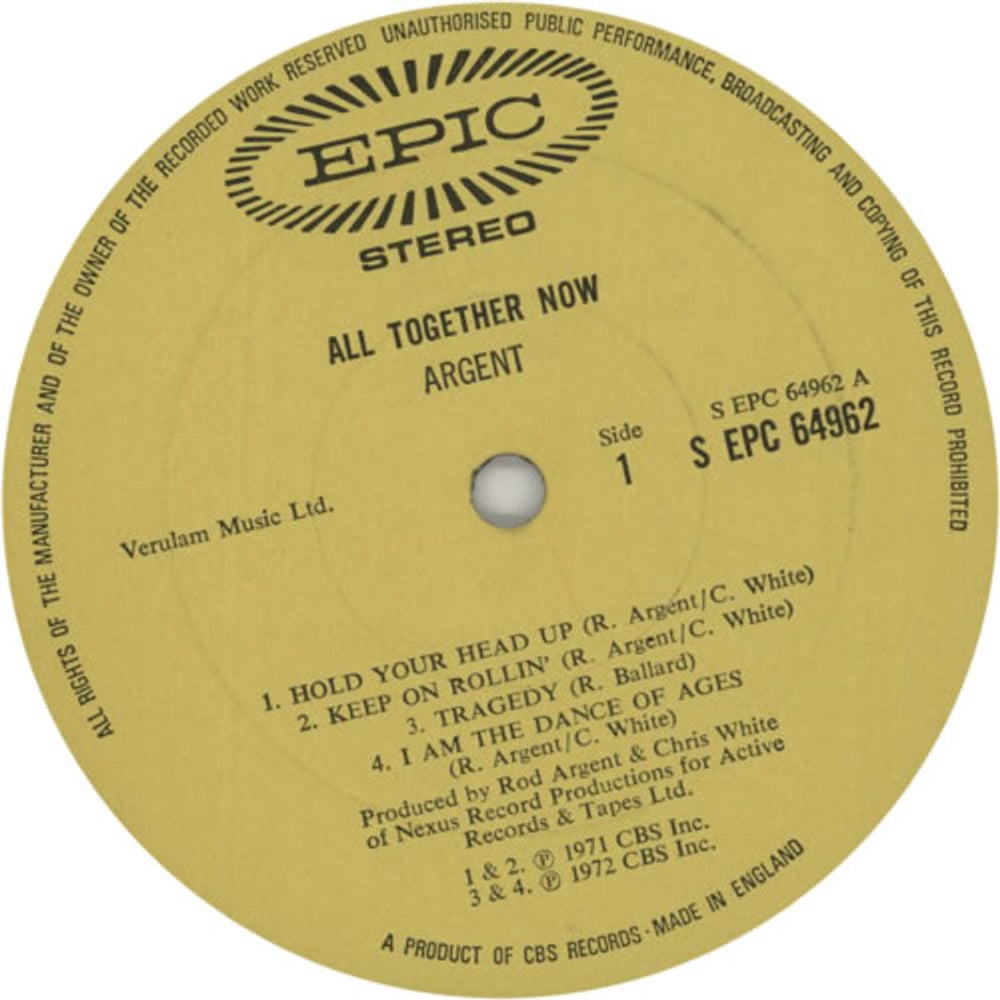 ALL RIGHTS OF THE MANUFACTURER AND OF THE OWNER OF THE RECORDED WORK RESERVED UNAUTHORISED PUBLIC PERFORMANCE, BROADCASTING AND COPYING OF THIS RECORD PROHIBITED
EPIC
STEREO
ALL TOGETHER NOW
ARGENT
S EPC 64962 A
Side
S EPC 64962
1
Verulam Music Ltd.
1. HOLD YOUR HEAD UP (R. Argent/C. White)
2. KEEP ON ROLLIN' (R. Argent/C. White)
3. TRAGEDY (R. Ballard)
4. I AM THE DANCE OF AGES
(R. Argent/C. White)
Produced by Rod Argent & Chris White
of Nexus Record Productions for Active
Records & Tapes Ltd.
1 & 2. ℗ 1971 CBS Inc.
3 & 4. ℗ 1972 CBS Inc.
A PRODUCT OF CBS RECORDS · MADE IN ENGLAND